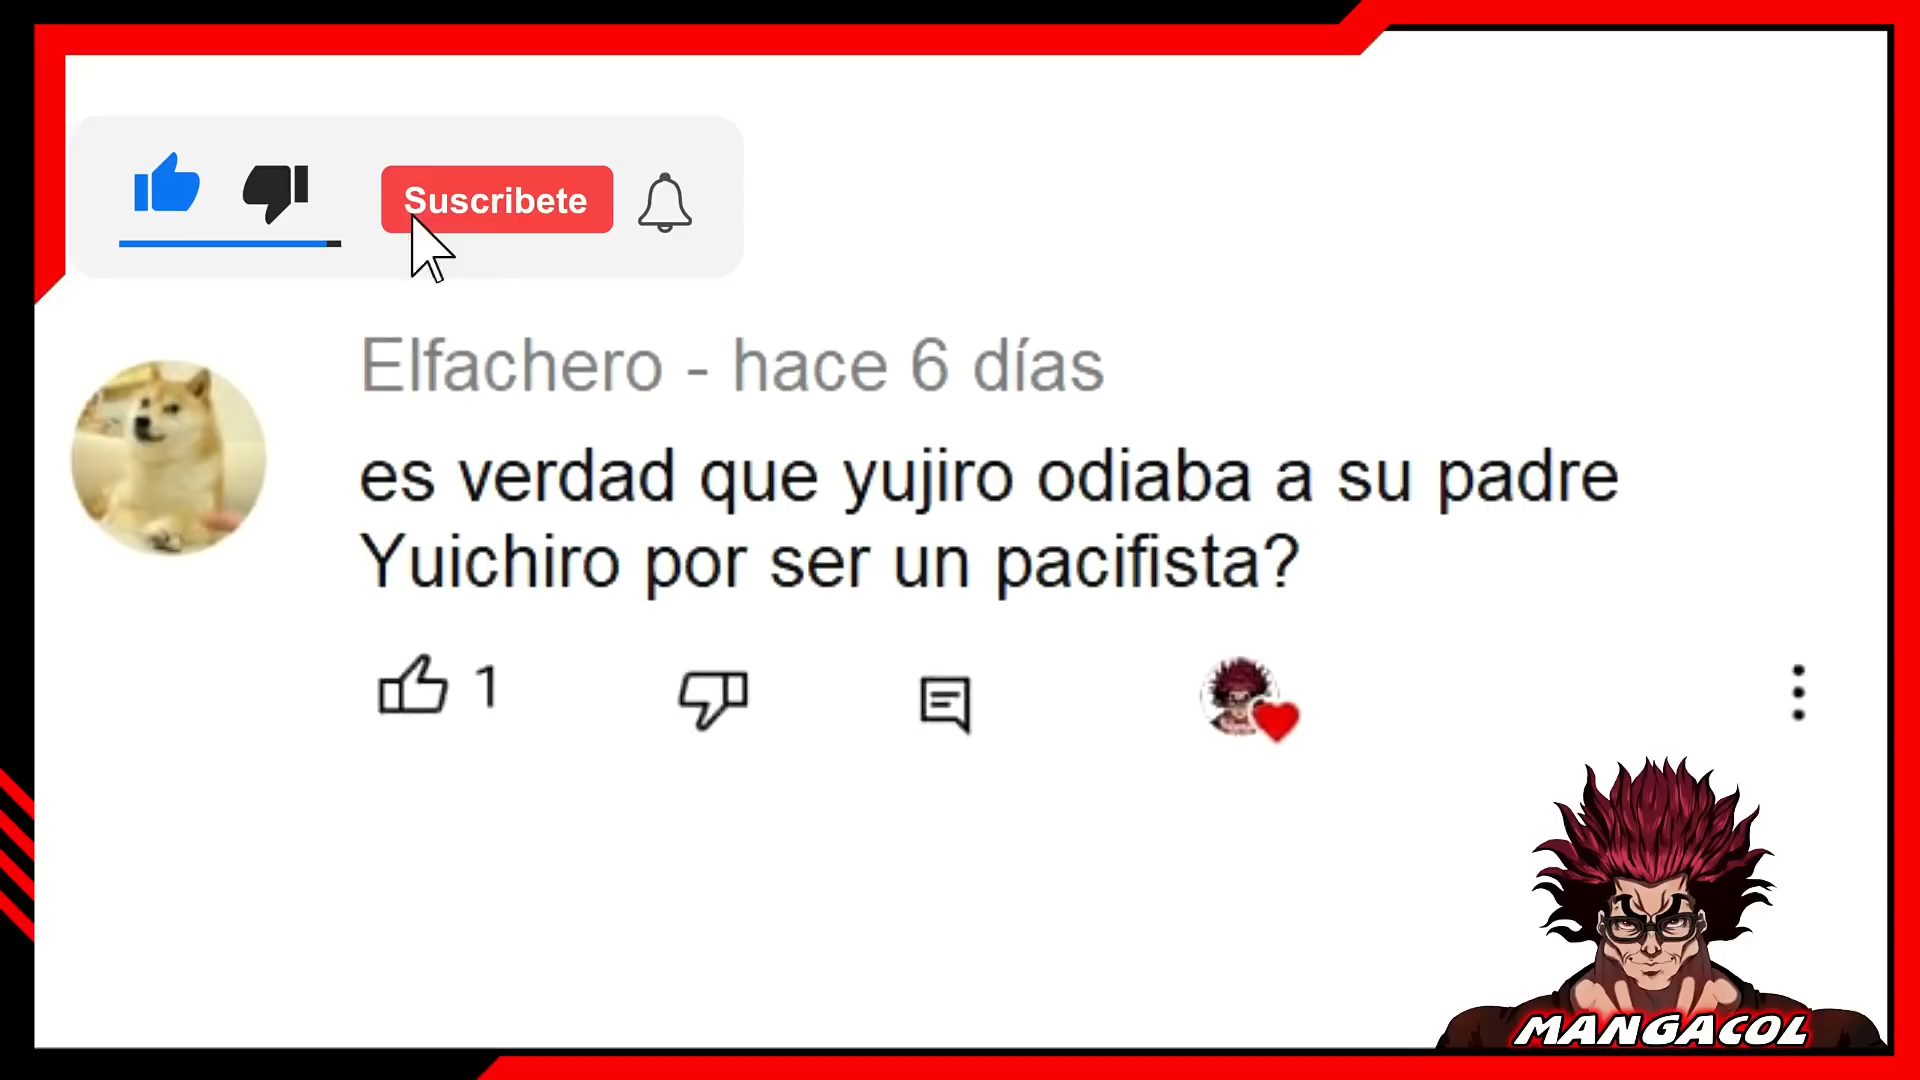 Suscribete
Elfachero - hace 6 días
es verdad que yujiro odiaba a su padre
Yuichiro por ser un pacifista?
1
MANGACOL